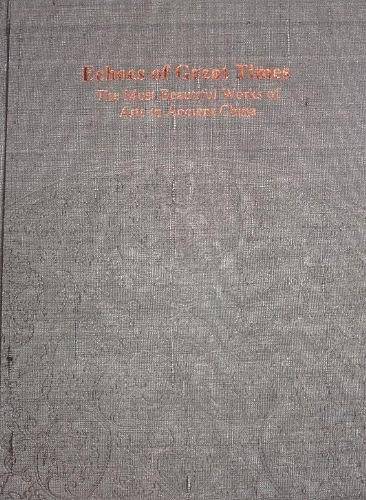 Echoes of Great Times
The Most Beautiful Works of
Arts in Ancient China